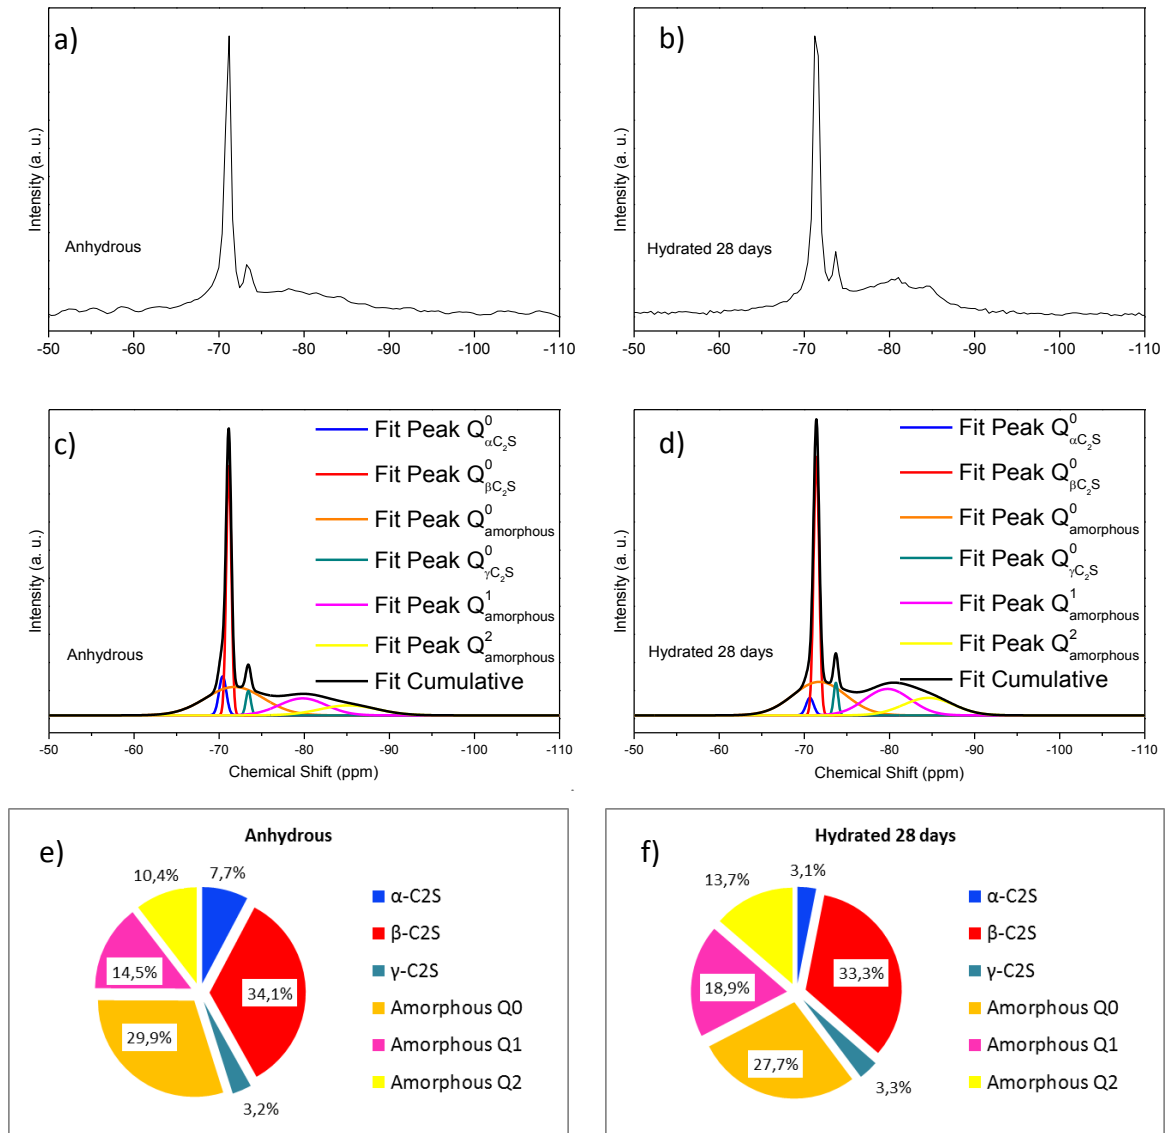 a)
Intensity (a. u.)
Anhydrous
-50 -60 -70 -80 -90 -100 -110
b)
Intensity (a. u.)
Hydrated 28 days
-50 -60 -70 -80 -90 -100 -110
c)
Intensity (a. u.)
Anhydrous
Fit Peak Q⁰αC₂S
Fit Peak Q⁰βC₂S
Fit Peak Q⁰amorphous
Fit Peak Q⁰γC₂S
Fit Peak Q¹amorphous
Fit Peak Q²amorphous
Fit Cumulative
-50 -60 -70 -80 -90 -100 -110
Chemical Shift (ppm)
d)
Intensity (a. u.)
Hydrated 28 days
Fit Peak Q⁰αC₂S
Fit Peak Q⁰βC₂S
Fit Peak Q⁰amorphous
Fit Peak Q⁰γC₂S
Fit Peak Q¹amorphous
Fit Peak Q²amorphous
Fit Cumulative
-50 -60 -70 -80 -90 -100 -110
Chemical Shift (ppm)
Anhydrous
e)
10,4%
7,7%
14,5%
34,1%
29,9%
3,2%
α-C2S
β-C2S
γ-C2S
Amorphous Q0
Amorphous Q1
Amorphous Q2
Hydrated 28 days
f)
13,7%
3,1%
18,9%
33,3%
27,7%
3,3%
α-C2S
β-C2S
γ-C2S
Amorphous Q0
Amorphous Q1
Amorphous Q2